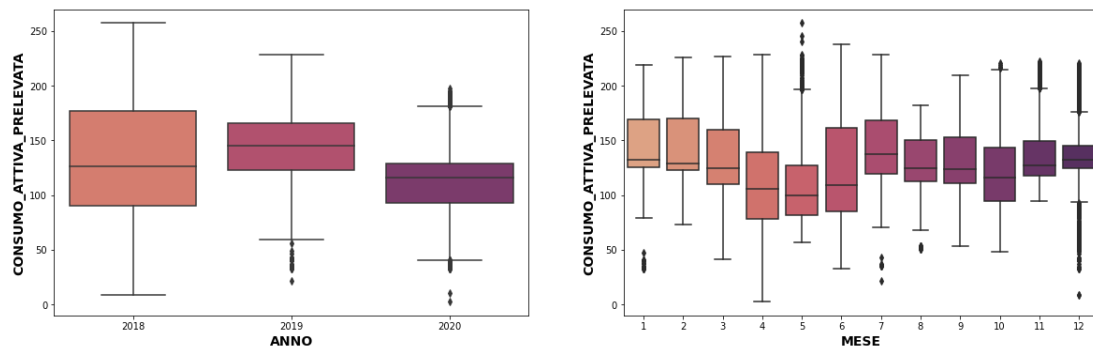 CONSUMO_ATTIVA_PRELEVATA
250
200
150
100
50
0
2018 2019 2020
ANNO
CONSUMO_ATTIVA_PRELEVATA
250
200
150
100
50
0
1 2 3 4 5 6 7 8 9 10 11 12
MESE